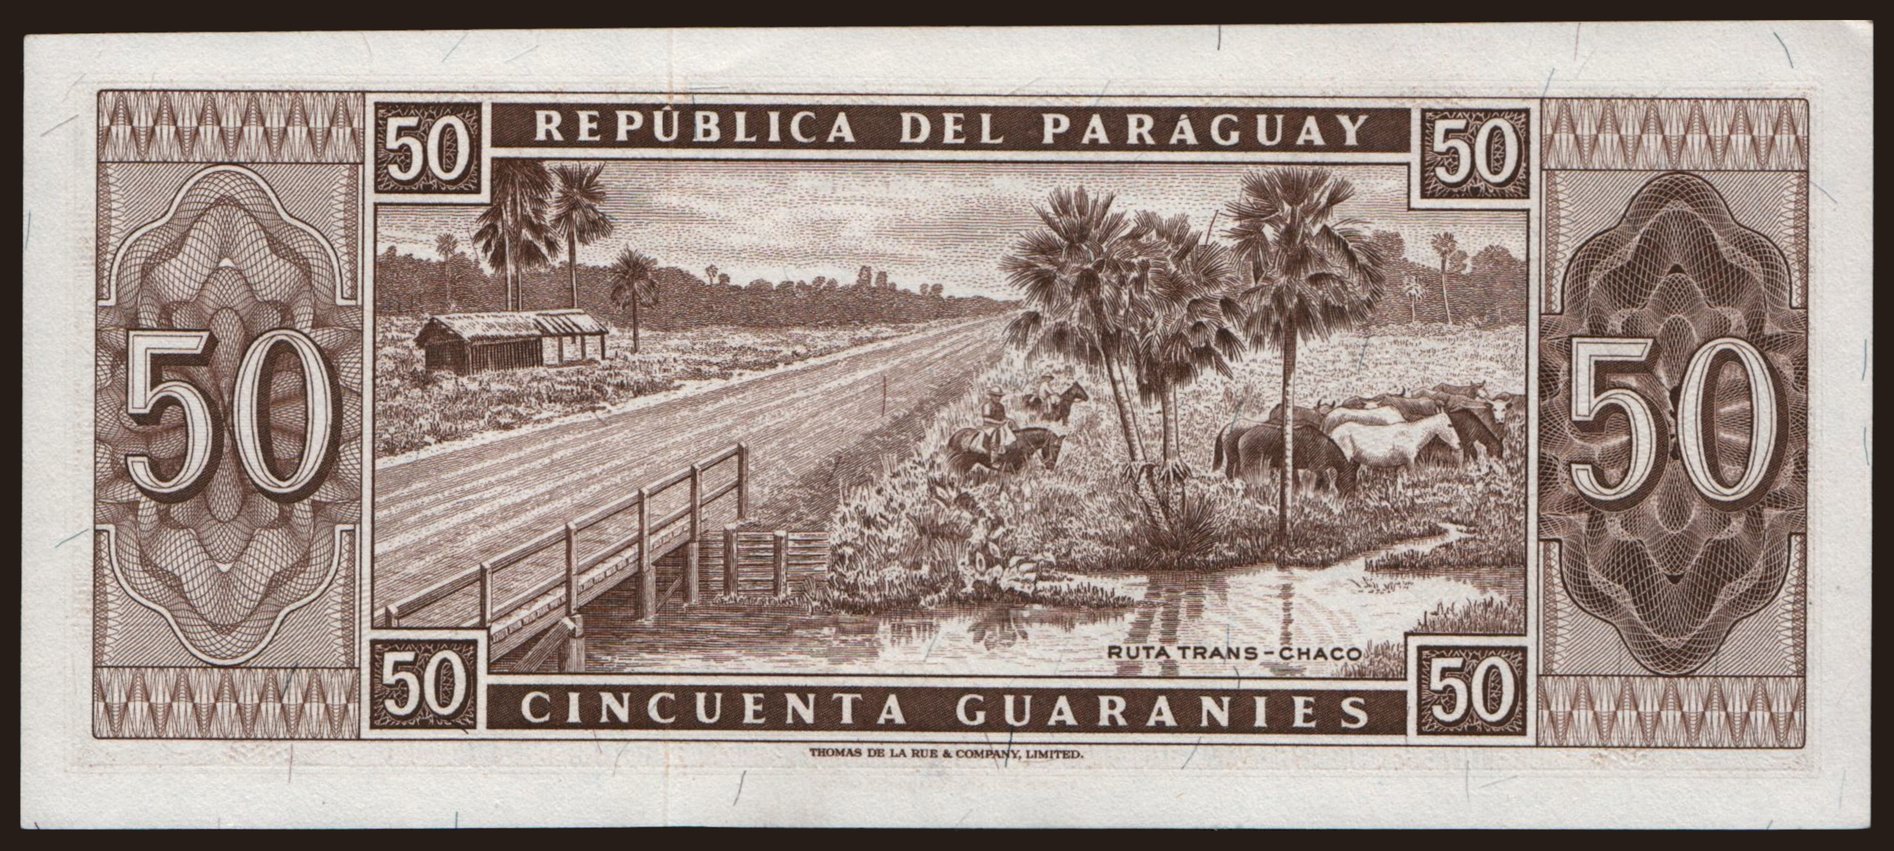 50 REPÚBLICA DEL PARAGUAY 50
50 50
RUTA TRANS-CHACO
50 CINCUENTA GUARANIES 50
THOMAS DE LA RUE & COMPANY, LIMITED.